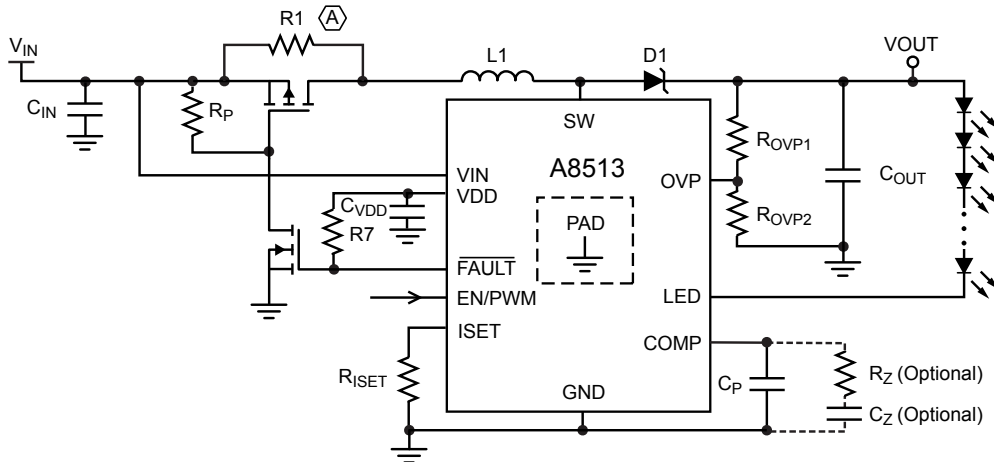 R1 A
VIN
L1
D1
VOUT
CIN
RP
SW
A8513
ROVP1
VIN
OVP
COUT
VDD
CVDD
R7
PAD
ROVP2
FAULT
EN/PWM
LED
ISET
COMP
RISET
GND
CP
RZ (Optional)
CZ (Optional)